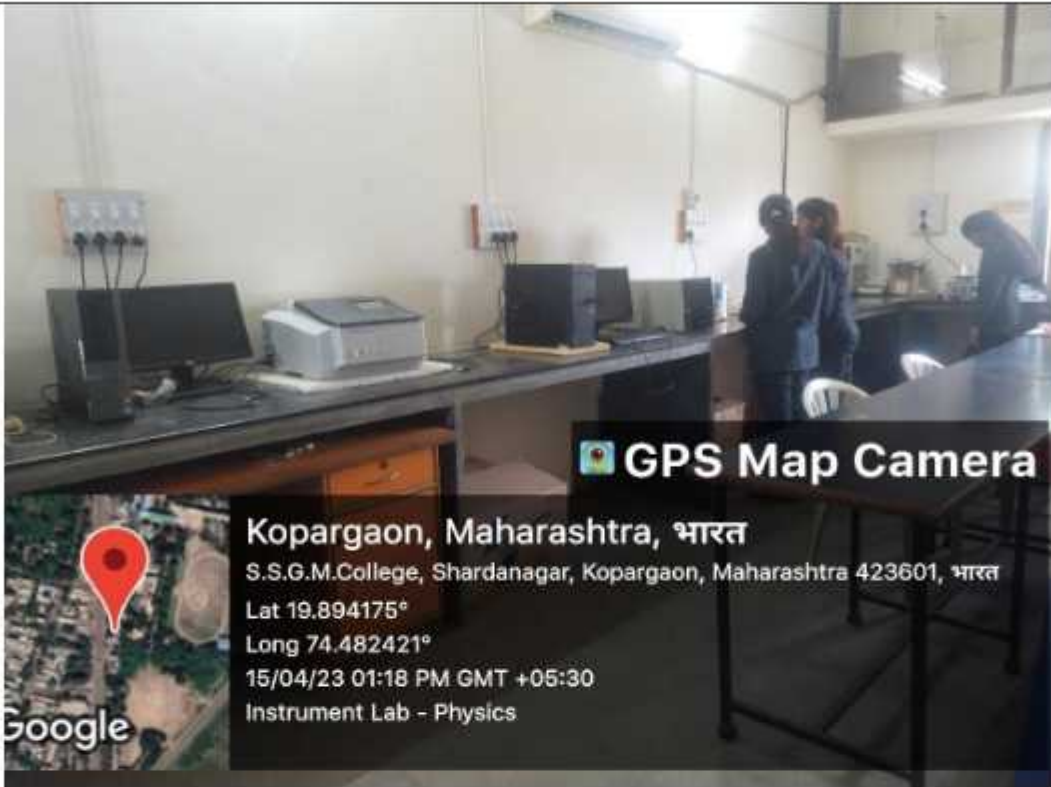 GPS Map Camera
Kopargaon, Maharashtra, भारत
S.S.G.M.College, Shardanagar, Kopargaon, Maharashtra 423601, भारत
Lat 19.894175°
Long 74.482421°
15/04/23 01:18 PM GMT +05:30
Instrument Lab - Physics
Google